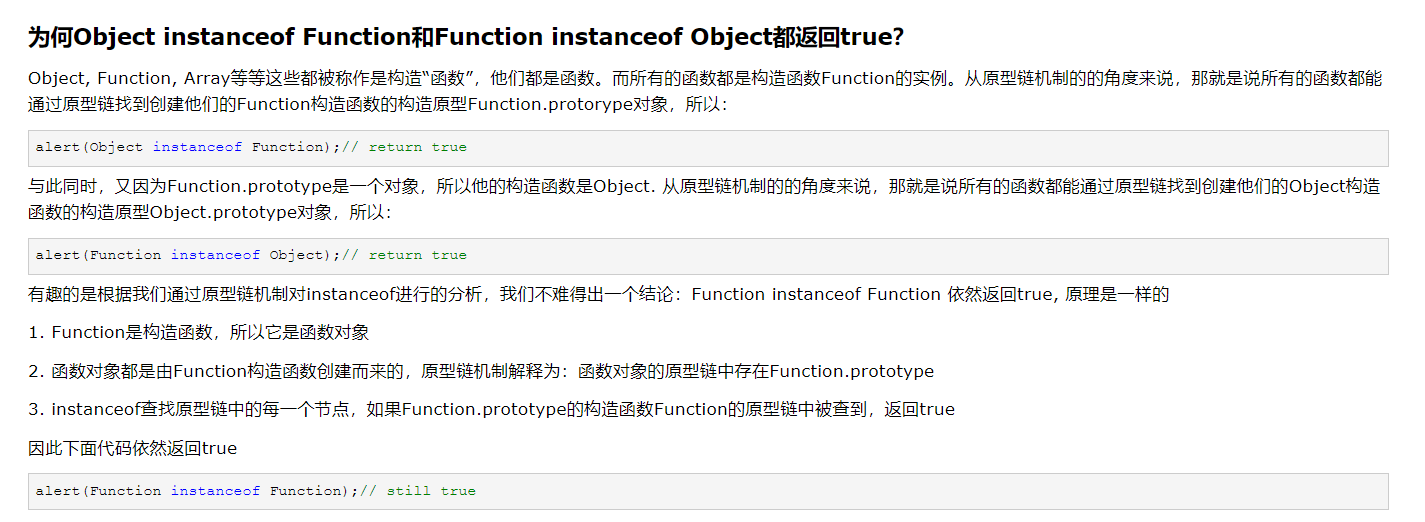 为何Object instanceof Function和Function instanceof Object都返回true?
Object, Function, Array等等这些都被称作是构造“函数”，他们都是函数。而所有的函数都是构造函数Function的实例。从原型链机制的的角度来说，那就是说所有的函数都能
通过原型链找到创建他们的Function构造函数的构造原型Function.protorype对象，所以：
alert(Object instanceof Function);// return true
与此同时，又因为Function.prototype是一个对象，所以他的构造函数是Object. 从原型链机制的的角度来说，那就是说所有的函数都能通过原型链找到创建他们的Object构造
函数的构造原型Object.prototype对象，所以：
alert(Function instanceof Object);// return true
有趣的是根据我们通过原型链机制对instanceof进行的分析，我们不难得出一个结论：Function instanceof Function 依然返回true, 原理是一样的
1. Function是构造函数，所以它是函数对象
2. 函数对象都是由Function构造函数创建而来的，原型链机制解释为：函数对象的原型链中存在Function.prototype
3. instanceof查找原型链中的每一个节点，如果Function.prototype的构造函数Function的原型链中被查到，返回true
因此下面代码依然返回true
alert(Function instanceof Function);// still true